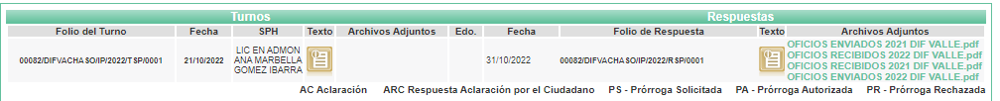 Turnos Respuestas
Folio del Turno Fecha SPH Texto Archivos Adjuntos Edo. Fecha Folio de Respuesta Texto Archivos Adjuntos
00082/DIFVACHASO/IP/2022/TSP/0001 21/10/2022 LIC EN ADMON ANA MARBELLA GOMEZ IBARRA 31/10/2022 00082/DIFVACHASO/IP/2022/RSP/0001
OFICIOS ENVIADOS 2021 DIF VALLE.pdf
OFICIOS RECIBIDOS 2022 DIF VALLE.pdf
OFICIOS RECIBIDOS 2021 DIF VALLE.pdf
OFICIOS ENVIADOS 2022 DIF VALLE.pdf
AC Aclaración ARC Respuesta Aclaración por el Ciudadano PS - Prórroga Solicitada PA - Prórroga Autorizada PR - Prórroga Rechazada